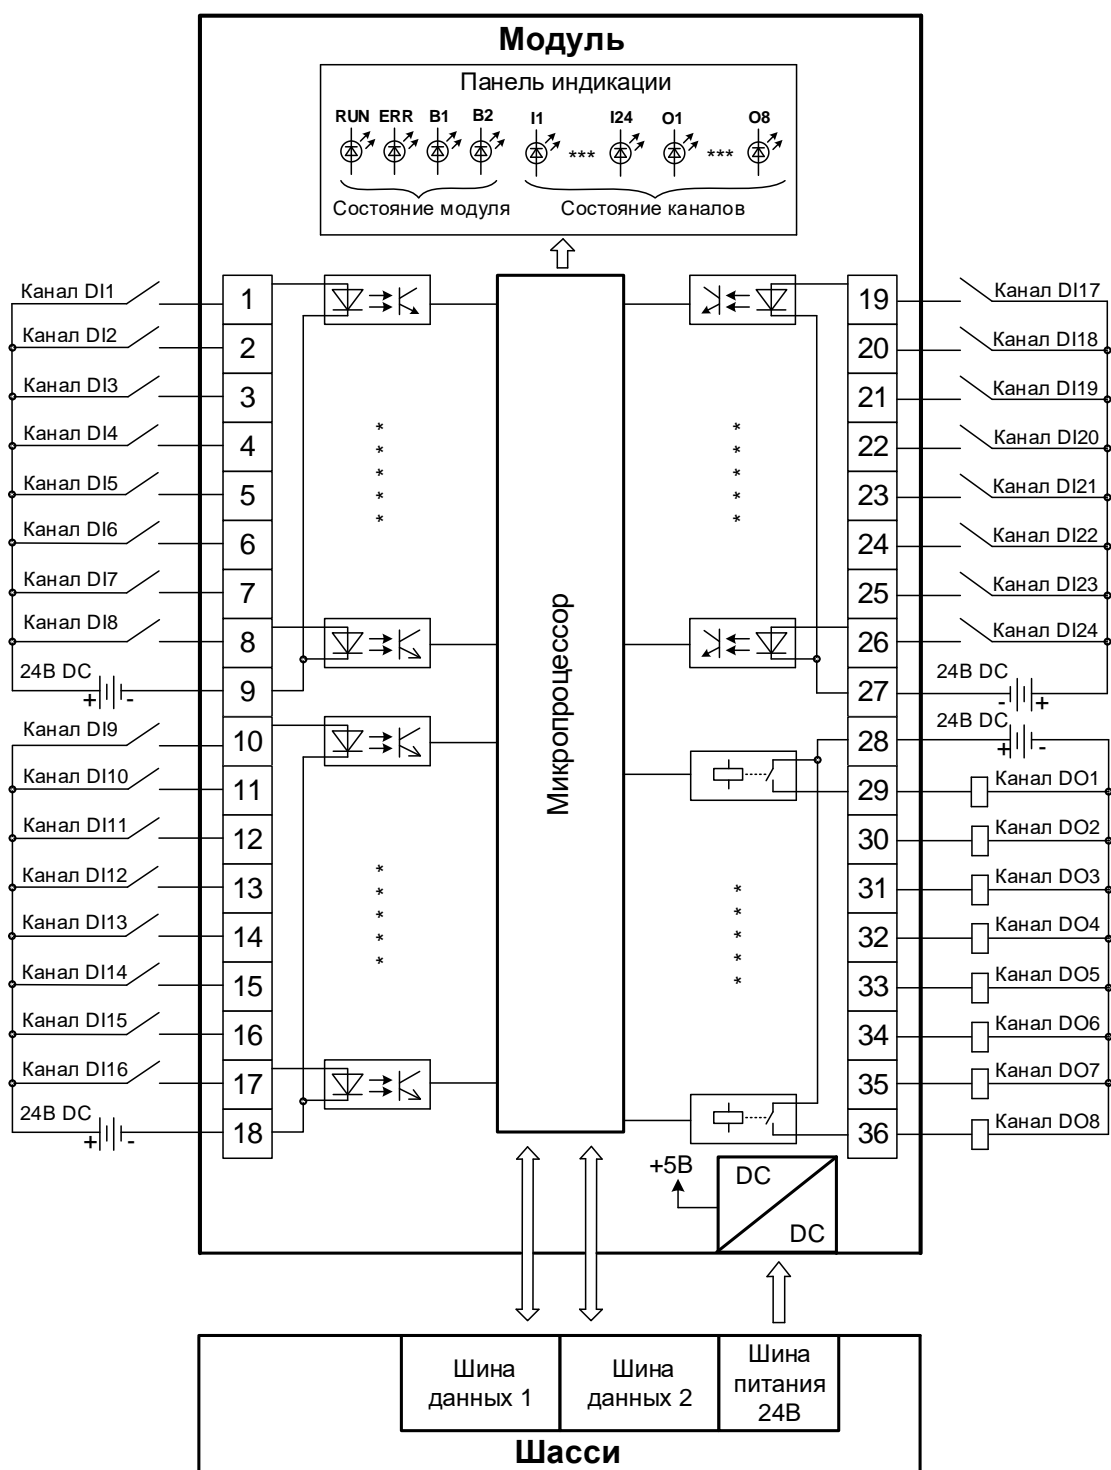 Модуль
Панель индикации
RUN ERR B1 B2 I1 I24 O1 O8
*** ***
Состояние модуля Состояние каналов
Канал DI1 1 19 Канал DI17
Канал DI2 2 20 Канал DI18
Канал DI3 3 21 Канал DI19
Канал DI4 4 22 Канал DI20
Канал DI5 5 23 Канал DI21
Канал DI6 6 24 Канал DI22
Канал DI7 7 25 Канал DI23
Канал DI8 8 26 Канал DI24
24В DC + - 9 27 24В DC - +
Канал DI9 10 28 24В DC + -
Канал DI10 11 29 Канал DO1
Канал DI11 12 30 Канал DO2
Канал DI12 13 31 Канал DO3
Канал DI13 14 32 Канал DO4
Канал DI14 15 33 Канал DO5
Канал DI15 16 34 Канал DO6
Канал DI16 17 35 Канал DO7
24В DC + - 18 36 Канал DO8
* * * * *
* * * * *
* * * * *
* * * * *
Микропроцессор
+5В
DC
DC
Шина данных 1
Шина данных 2
Шина питания 24В
Шасси